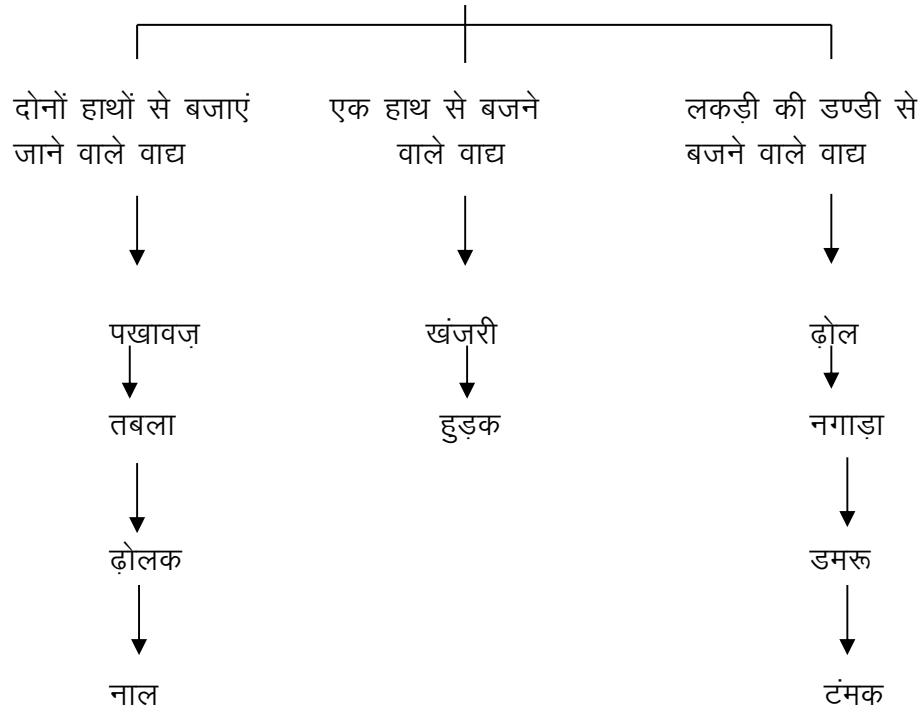 दोनों हाथों से बजाएं
जाने वाले वाद्य
एक हाथ से बजने
वाले वाद्य
लकड़ी की डण्डी से
बजने वाले वाद्य
पखावज़
खंजरी
ढ़ोल
तबला
हुड़क
नगाड़ा
ढ़ोलक
डमरू
नाल
टंमक